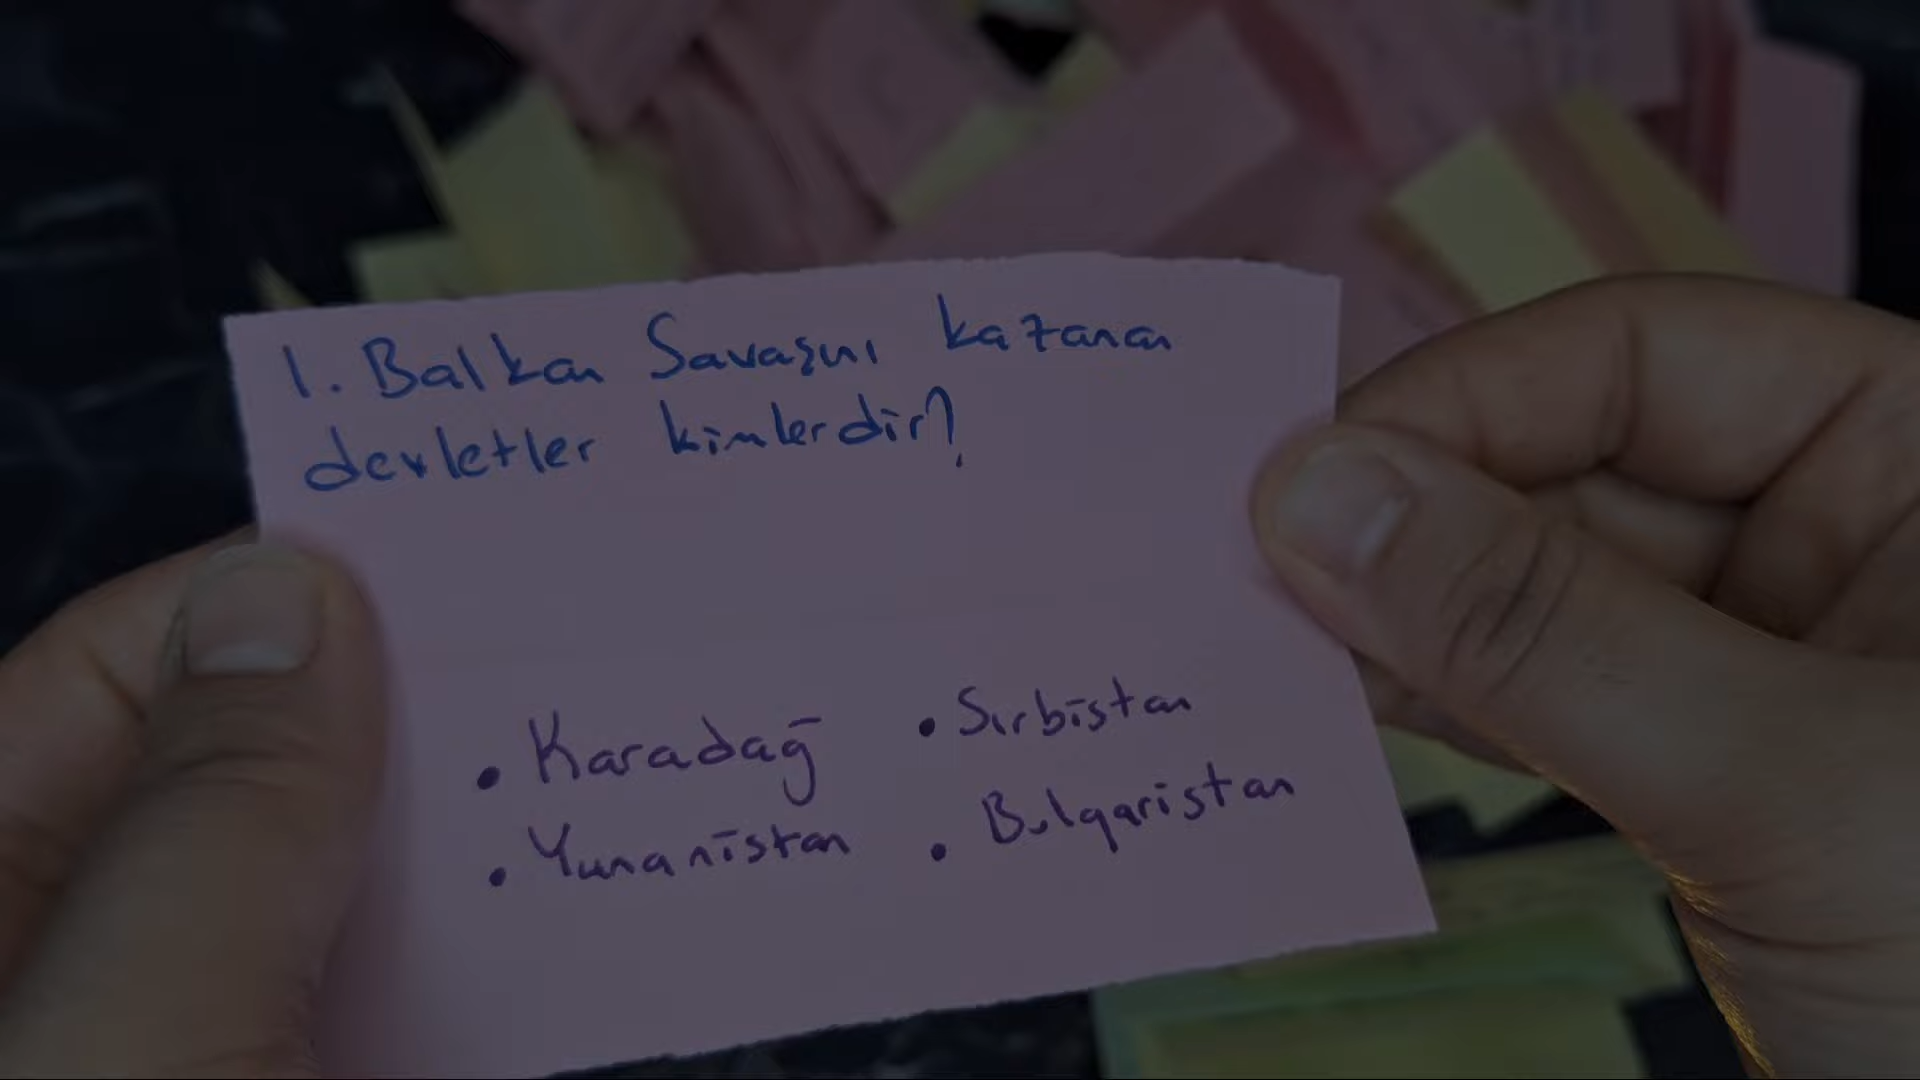 1. Balkan Savaşını kazanan
devletler kimlerdir?
• Karadağ
• Sırbistan
• Yunanistan
• Bulgaristan